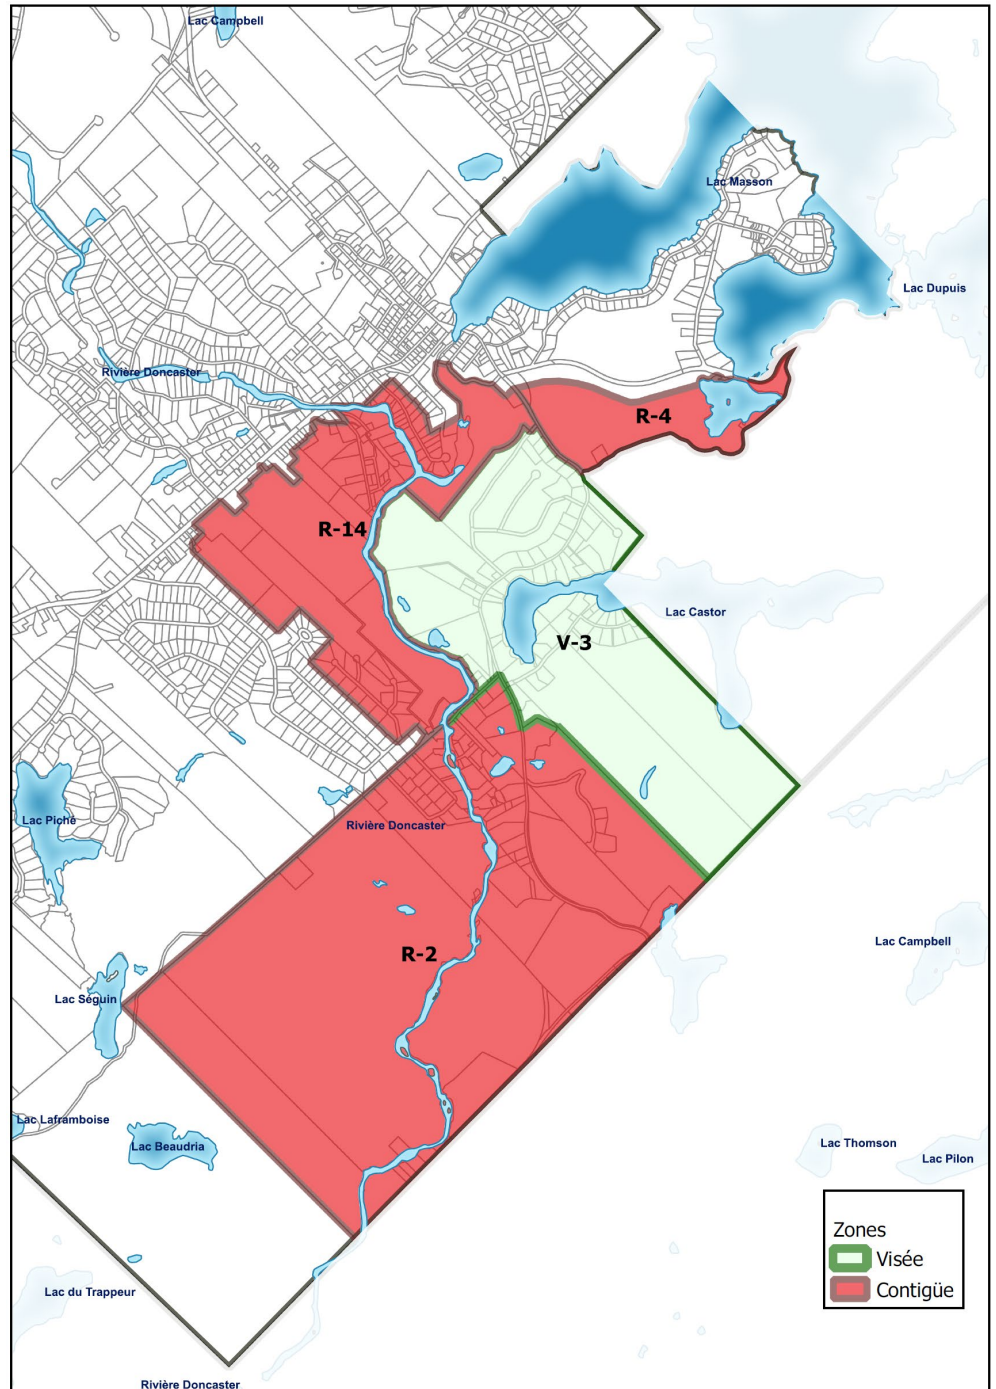 Lac Campbell
Lac Masson
Lac Dupuis
Rivière Doncaster
R-4
R-14
Lac Castor
V-3
Lac Piché
Rivière Doncaster
Lac Campbell
R-2
Lac Séguin
Lac Laframboise
Lac Beaudria
Lac Thomson
Lac Pilon
Zones
Visée
Contigüe
Lac du Trappeur
Rivière Doncaster